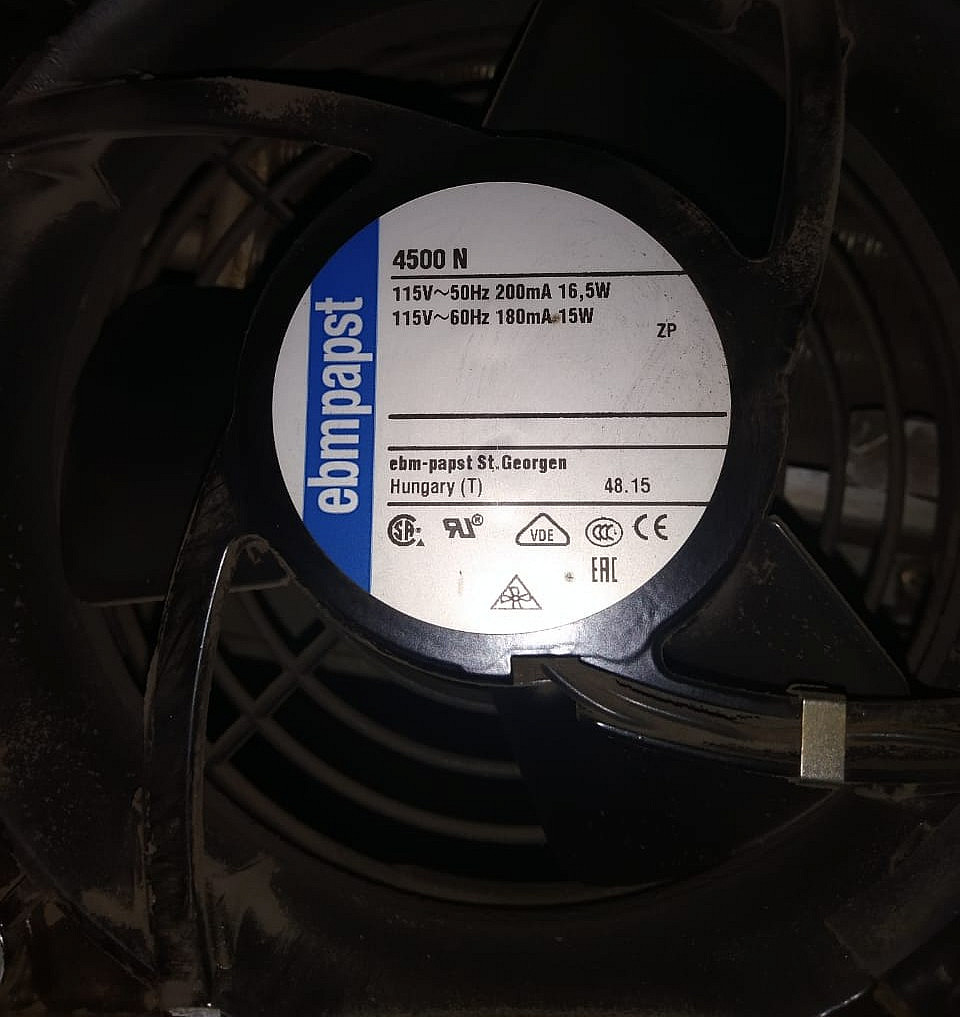 ebmpapst
4500 N
115V~50Hz 200mA 16,5W
115V~60Hz 180mA 15W
ZP
ebm-papst St.Georgen
Hungary (T) 48.15
VDE
CCC CE
EAC